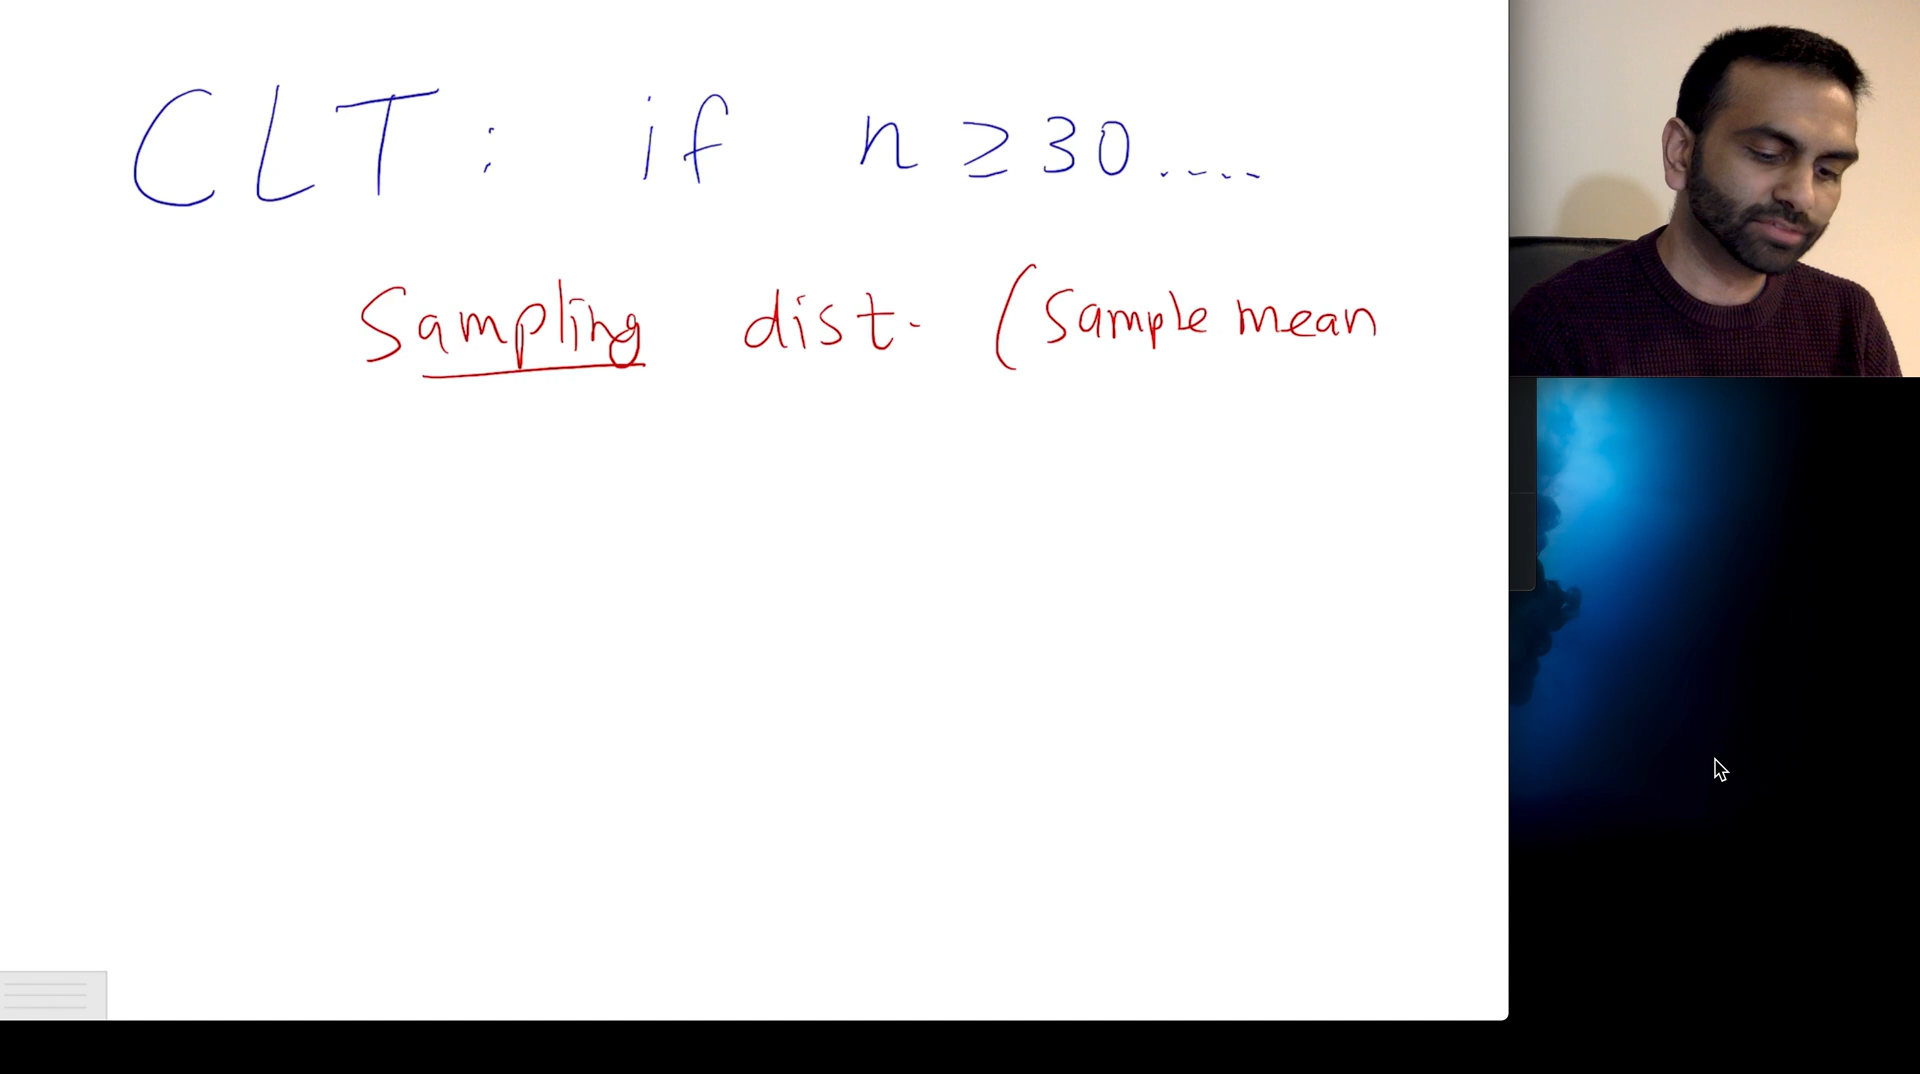 CLT: if n ≥ 30....
Sampling dist. (Sample mean